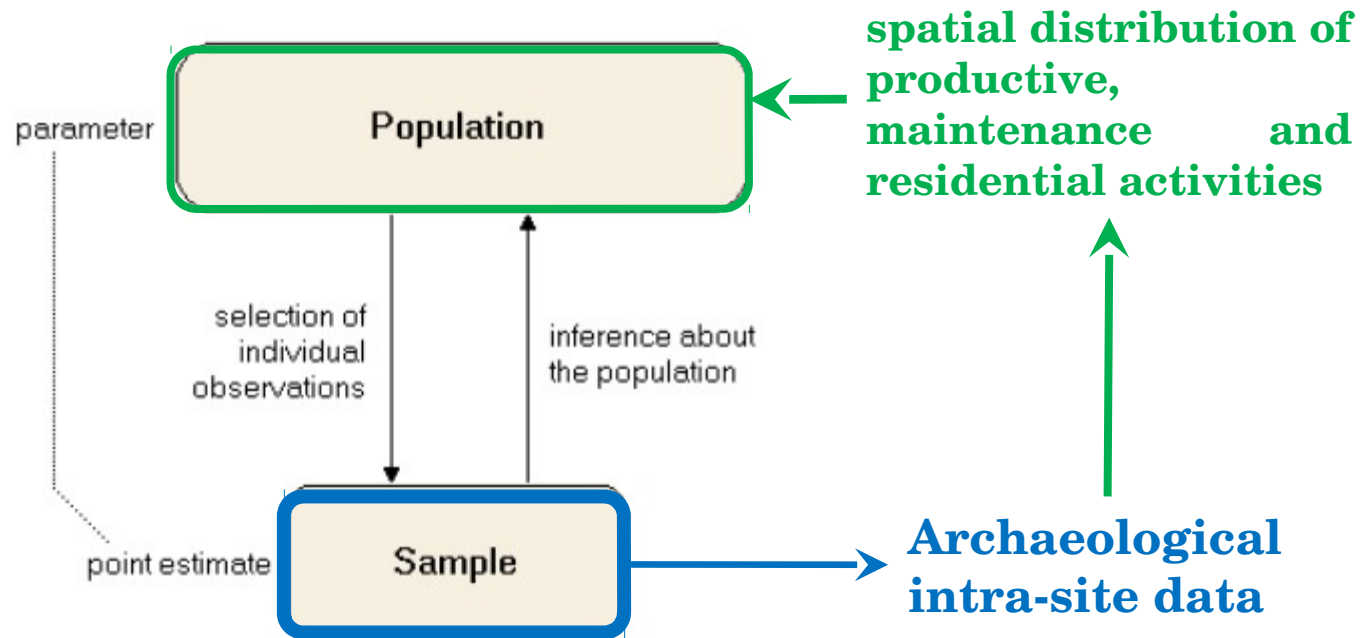 spatial distribution of
productive,
maintenance and
residential activities
Population
parameter
selection of
individual
observations
inference about
the population
point estimate
Sample
Archaeological
intra-site data